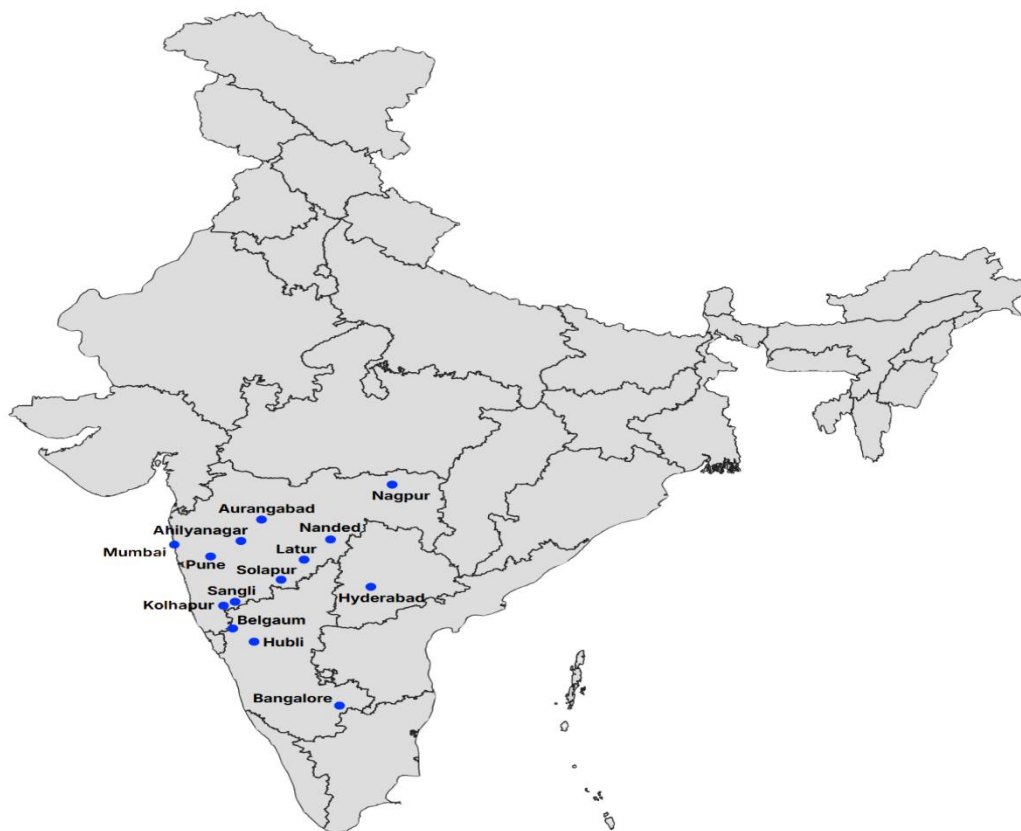 Nagpur
Aurangabad
Ahilyanagar
Nanded
Mumbai
Latur
Pune
Solapur
Sangli
Hyderabad
Kolhapur
Belgaum
Hubli
Bangalore